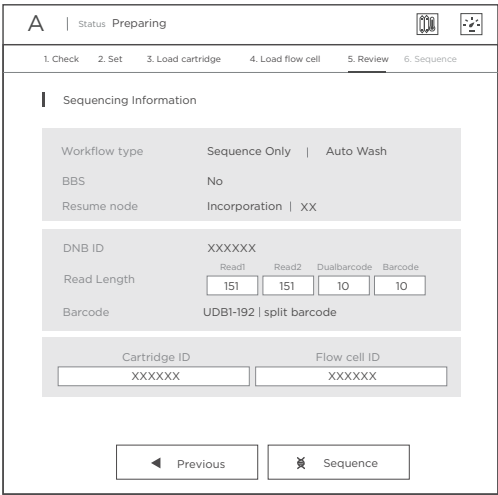 A | Status Preparing
1. Check 2. Set 3. Load cartridge 4. Load flow cell 5. Review 6. Sequence
Sequencing Information
Workflow type Sequence Only | Auto Wash
BBS No
Resume node Incorporation | XX
DNB ID XXXXXX
Read1 Read2 Dualbarcode Barcode
Read Length 151 151 10 10
Barcode UDB1-192 | split barcode
Cartridge ID Flow cell ID
XXXXXX XXXXXX
Previous Sequence